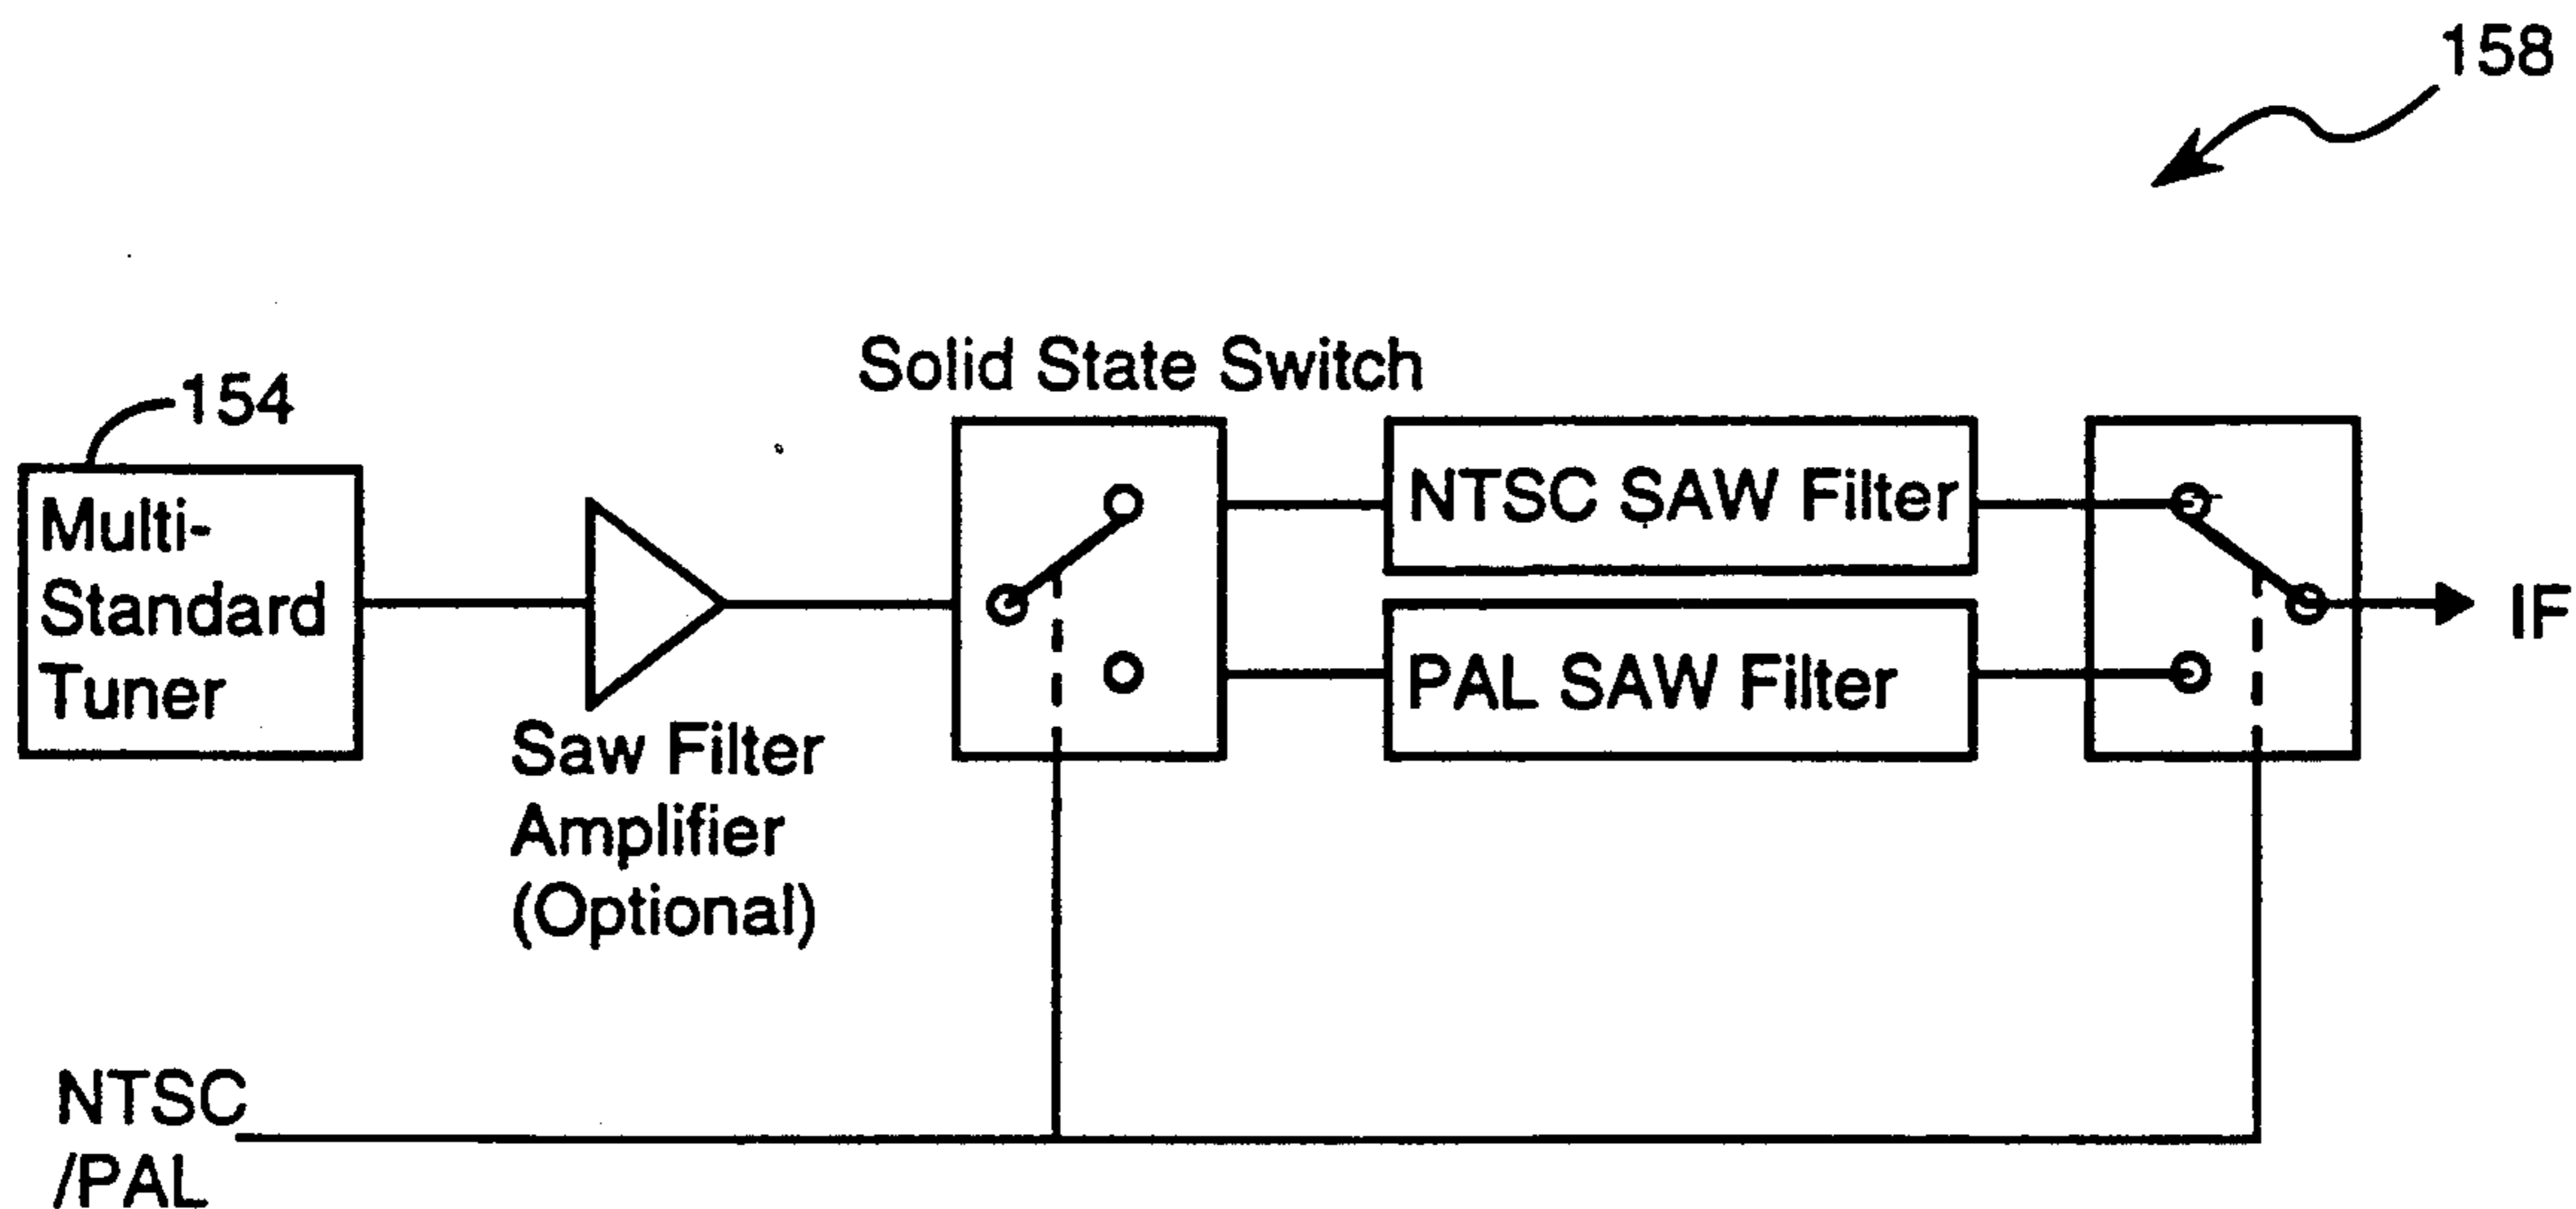 158
154
Multi-
Standard
Tuner
Saw Filter
Amplifier
(Optional)
Solid State Switch
NTSC SAW Filter
PAL SAW Filter
IF
NTSC
/PAL